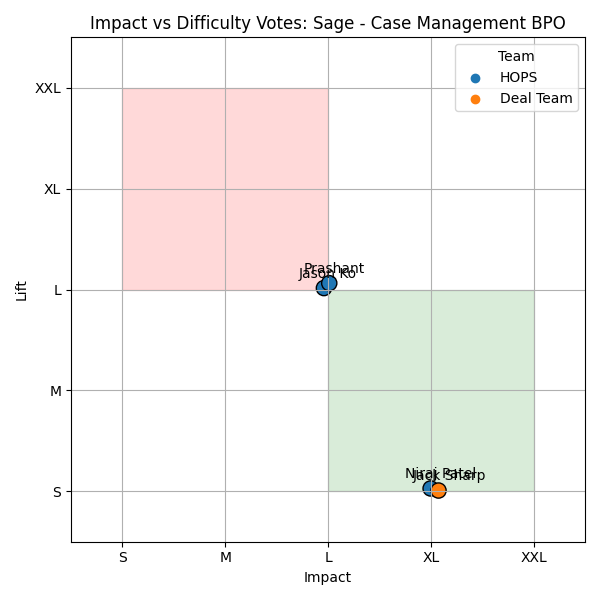 Impact vs Difficulty Votes: Sage - Case Management BPO
Team
HOPS
Deal Team
XXL
XL
L
M
S
Lift
Prashant
Jason Ko
Niraj Patel
Jack Sharp
S
M
L
XL
XXL
Impact